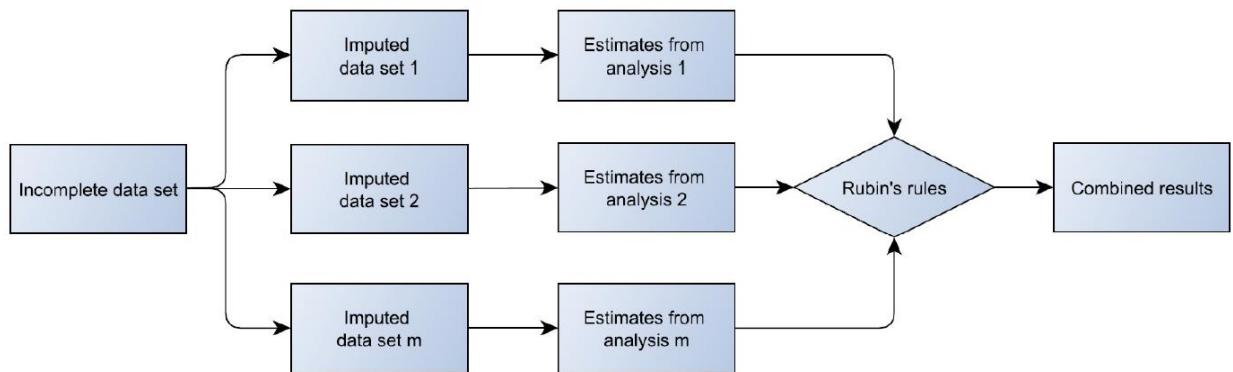 Incomplete data set
Imputed
data set 1
Estimates from
analysis 1
Imputed
data set 2
Estimates from
analysis 2
Imputed
data set m
Estimates from
analysis m
Rubin's rules
Combined results